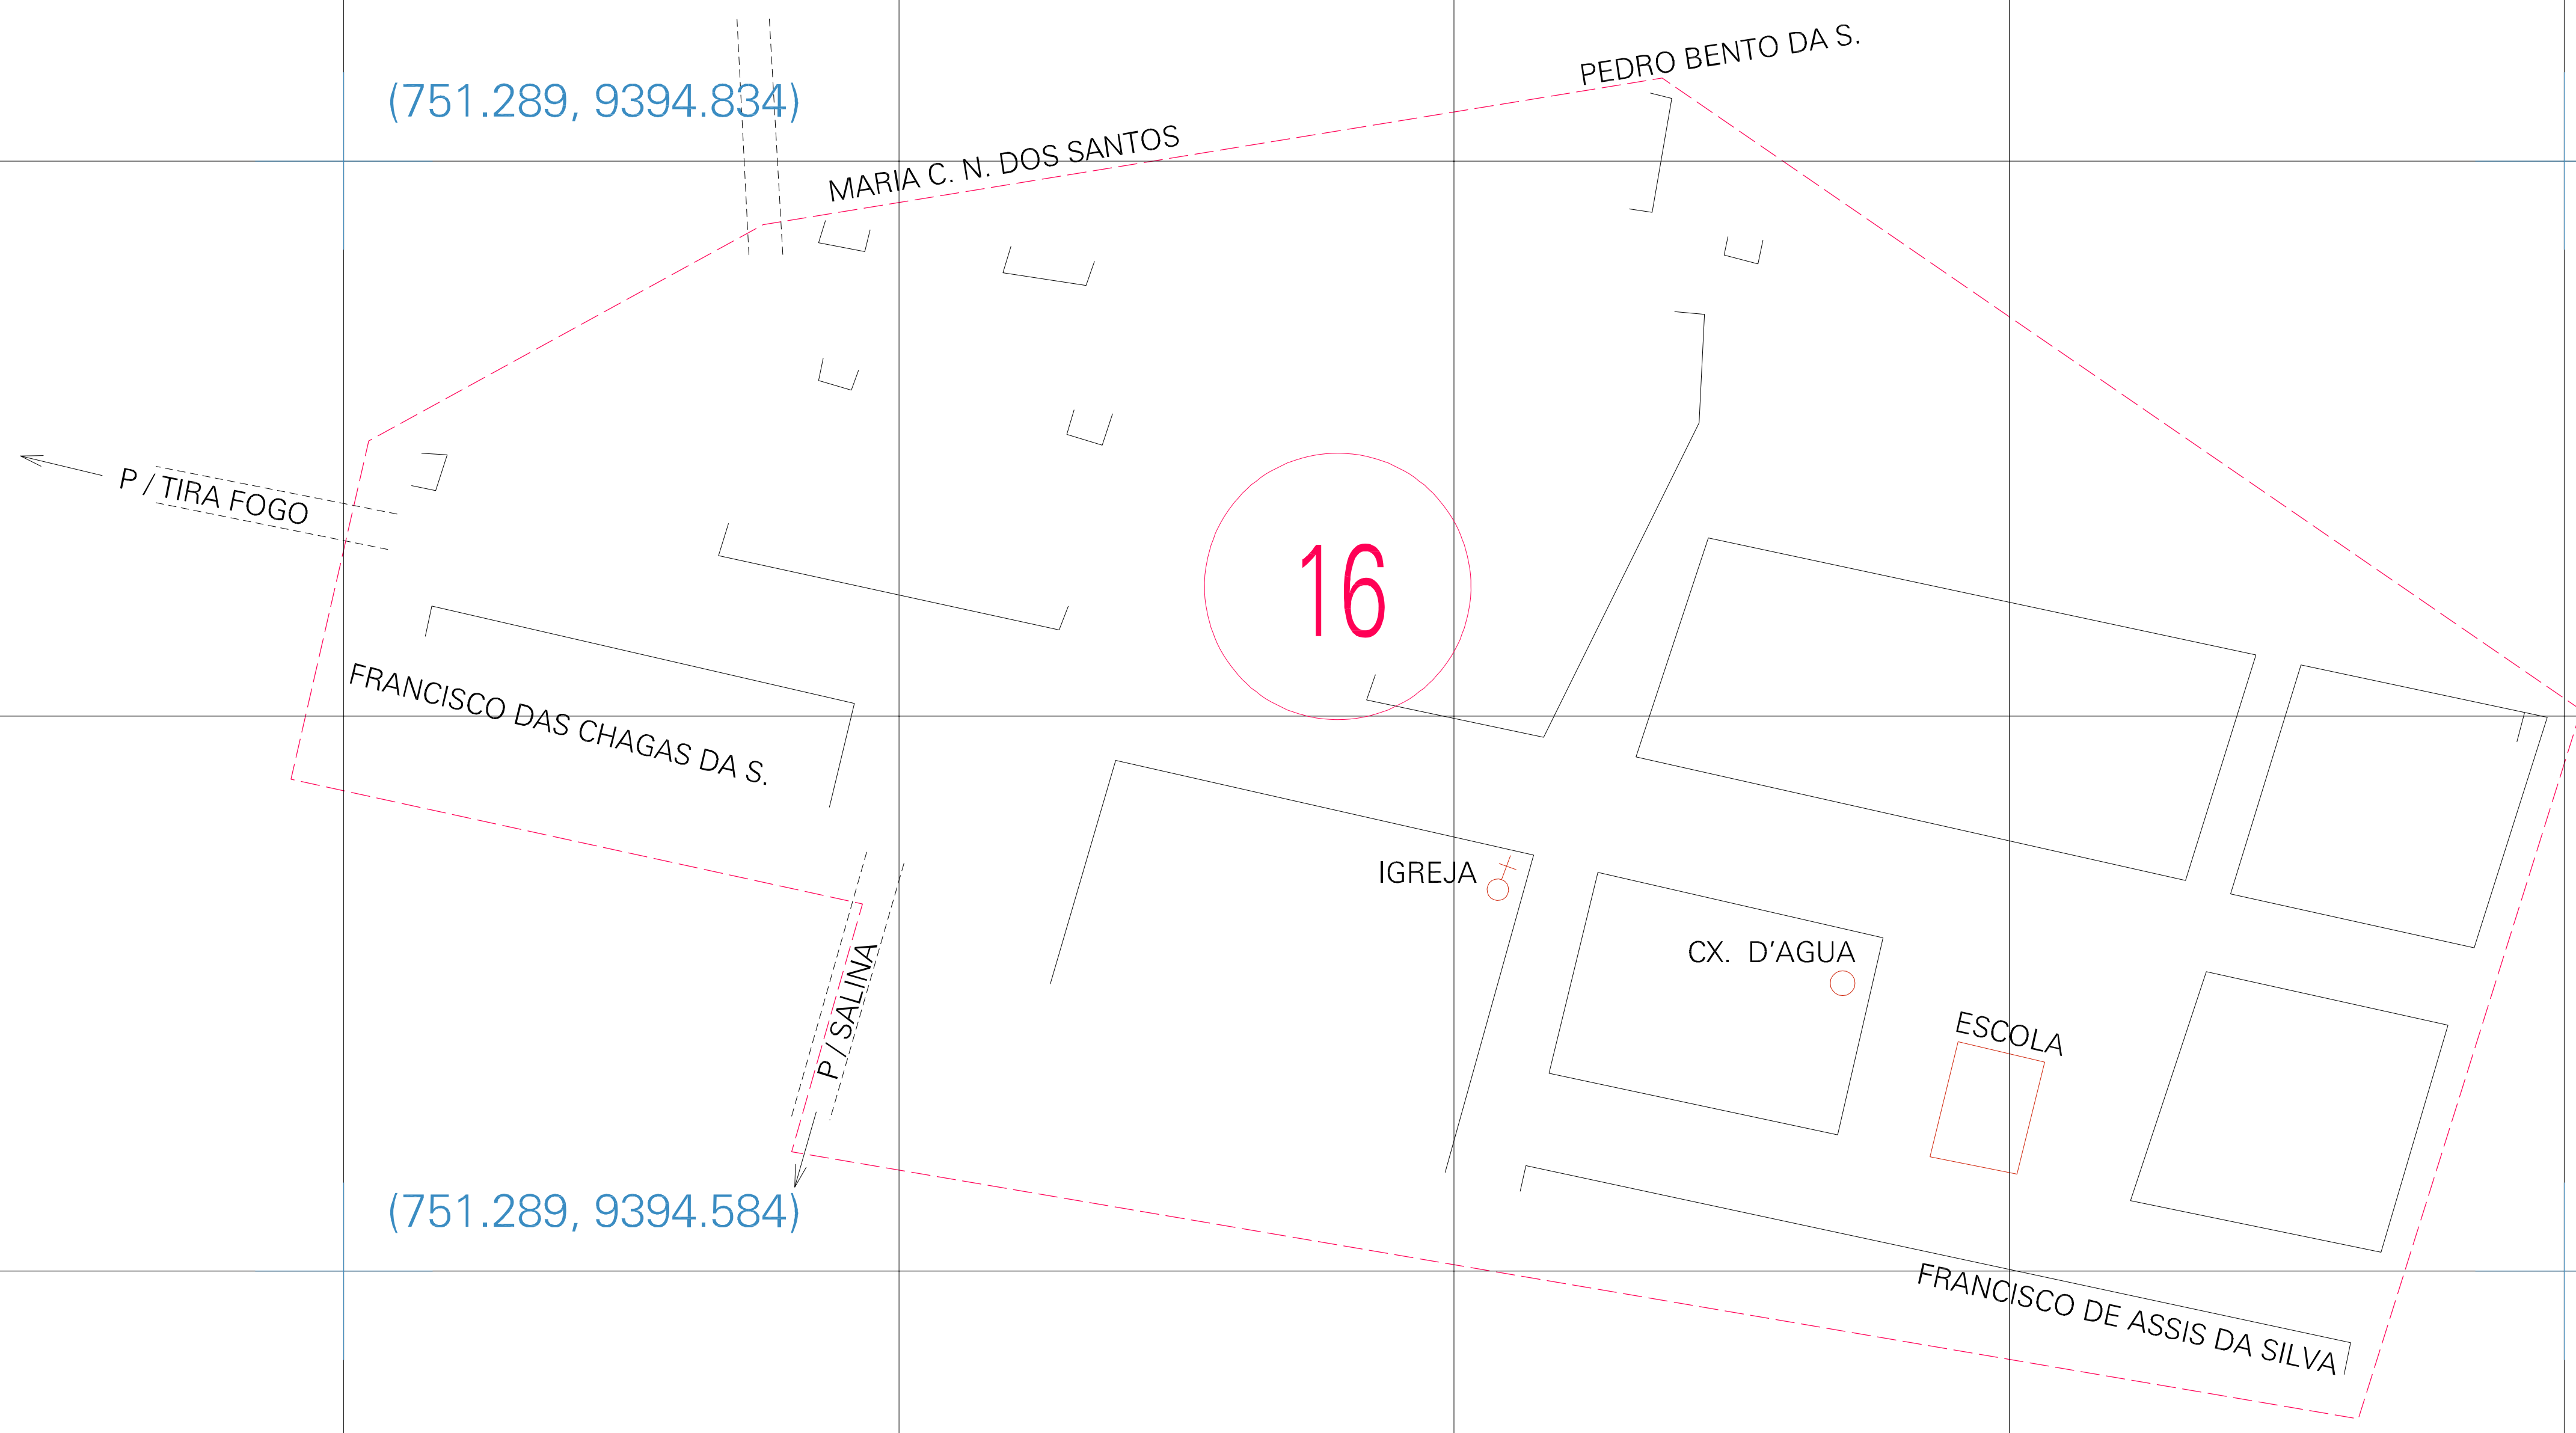 PEDRO BENTO DA S.
(751.289, 9394.834)
MARIA C. N. DOS SANTOS
P / TIRA FOGO
16
FRANCISCO DAS CHAGAS DA S.
IGREJA
CX. D'AGUA
P / SALINA
ESCOLA
(751.289, 9394.584)
FRANCISCO DE ASSIS DA SILVA